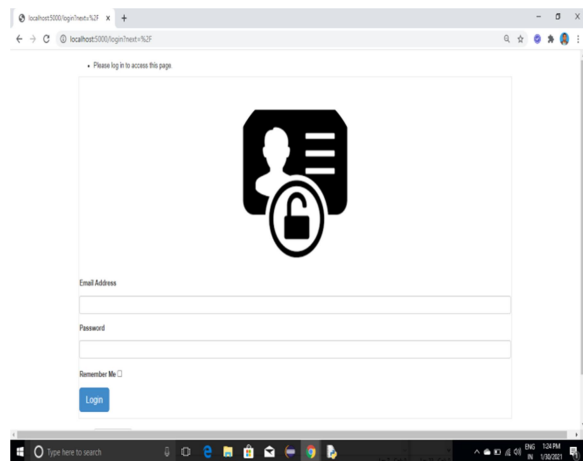 localhost:5000/login?next=%2F
localhost:5000/login?next=%2F
Please log in to access this page.
Email Address
Password
Remember Me
Login
Type here to search
ENG 1:24 PM
IN 1/30/2021